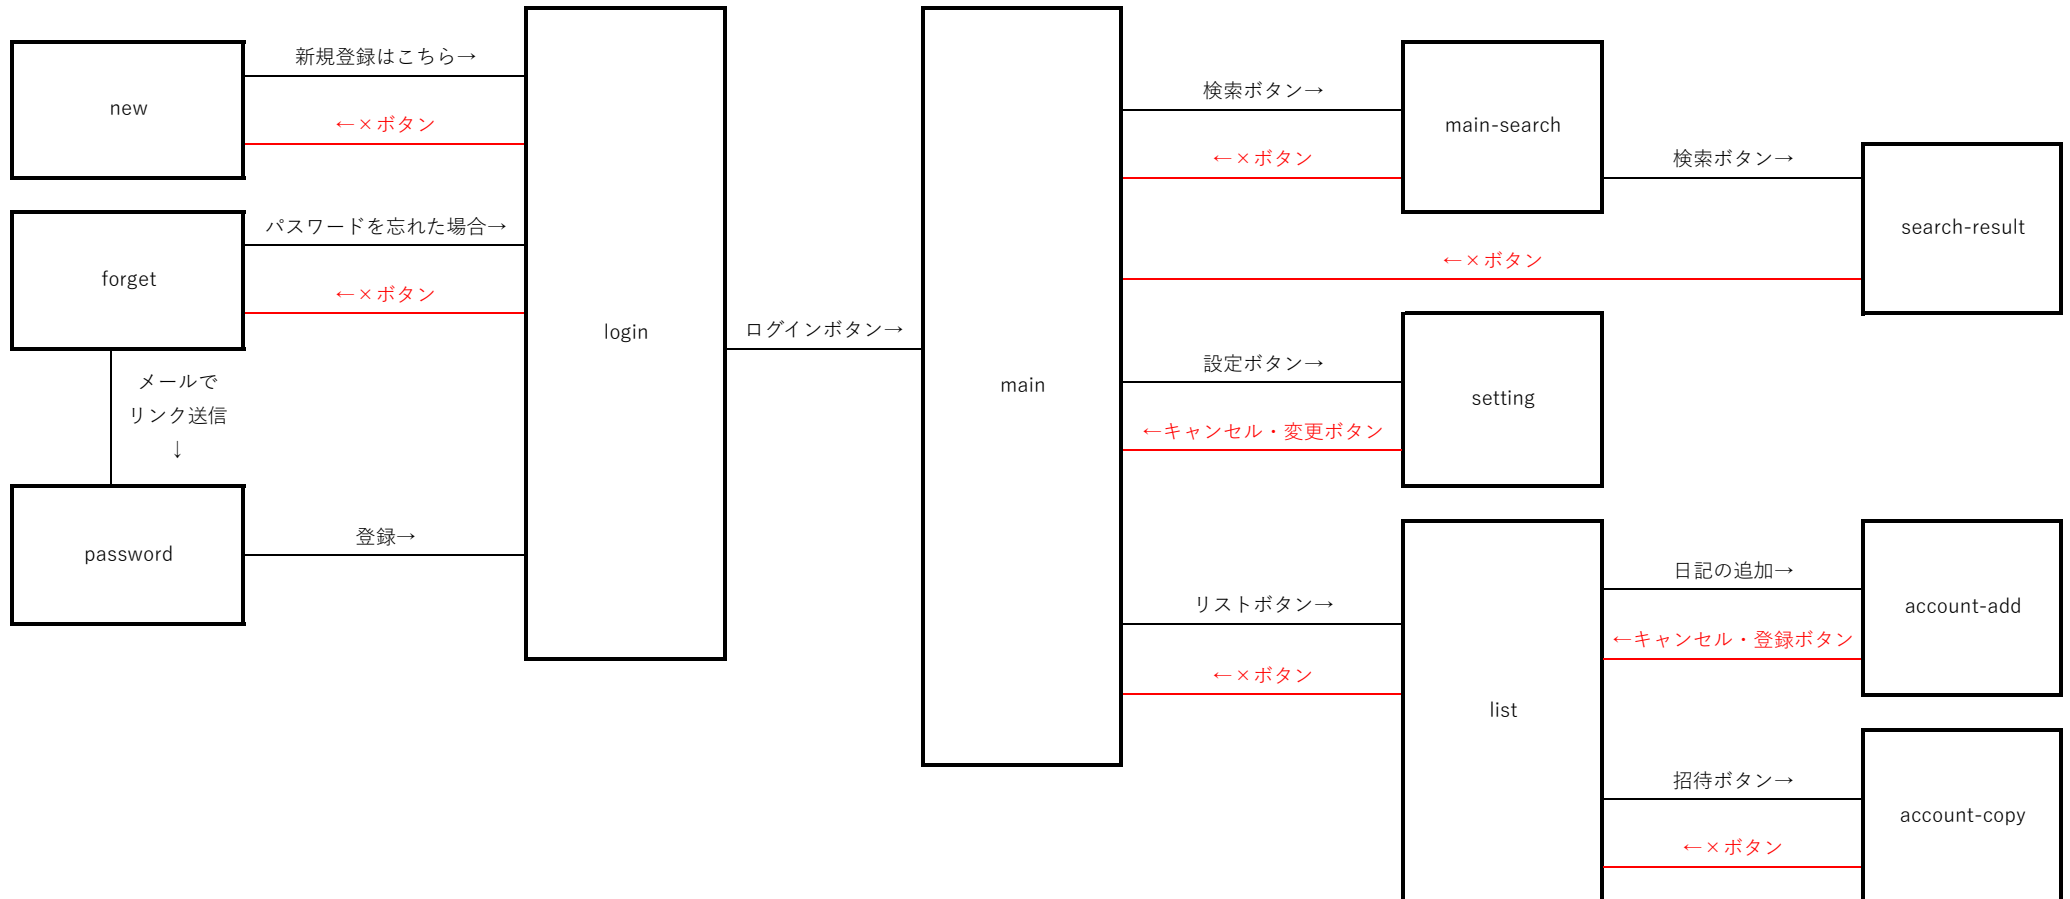 new
新規登録はこちら→
←×ボタン
forget
パスワードを忘れた場合→
←×ボタン
メールで
リンク送信
↓
password
登録→
login
ログインボタン→
main
検索ボタン→
←×ボタン
main-search
検索ボタン→
search-result
←×ボタン
設定ボタン→
←キャンセル・変更ボタン
setting
リストボタン→
←×ボタン
list
日記の追加→
←キャンセル・登録ボタン
account-add
招待ボタン→
←×ボタン
account-copy